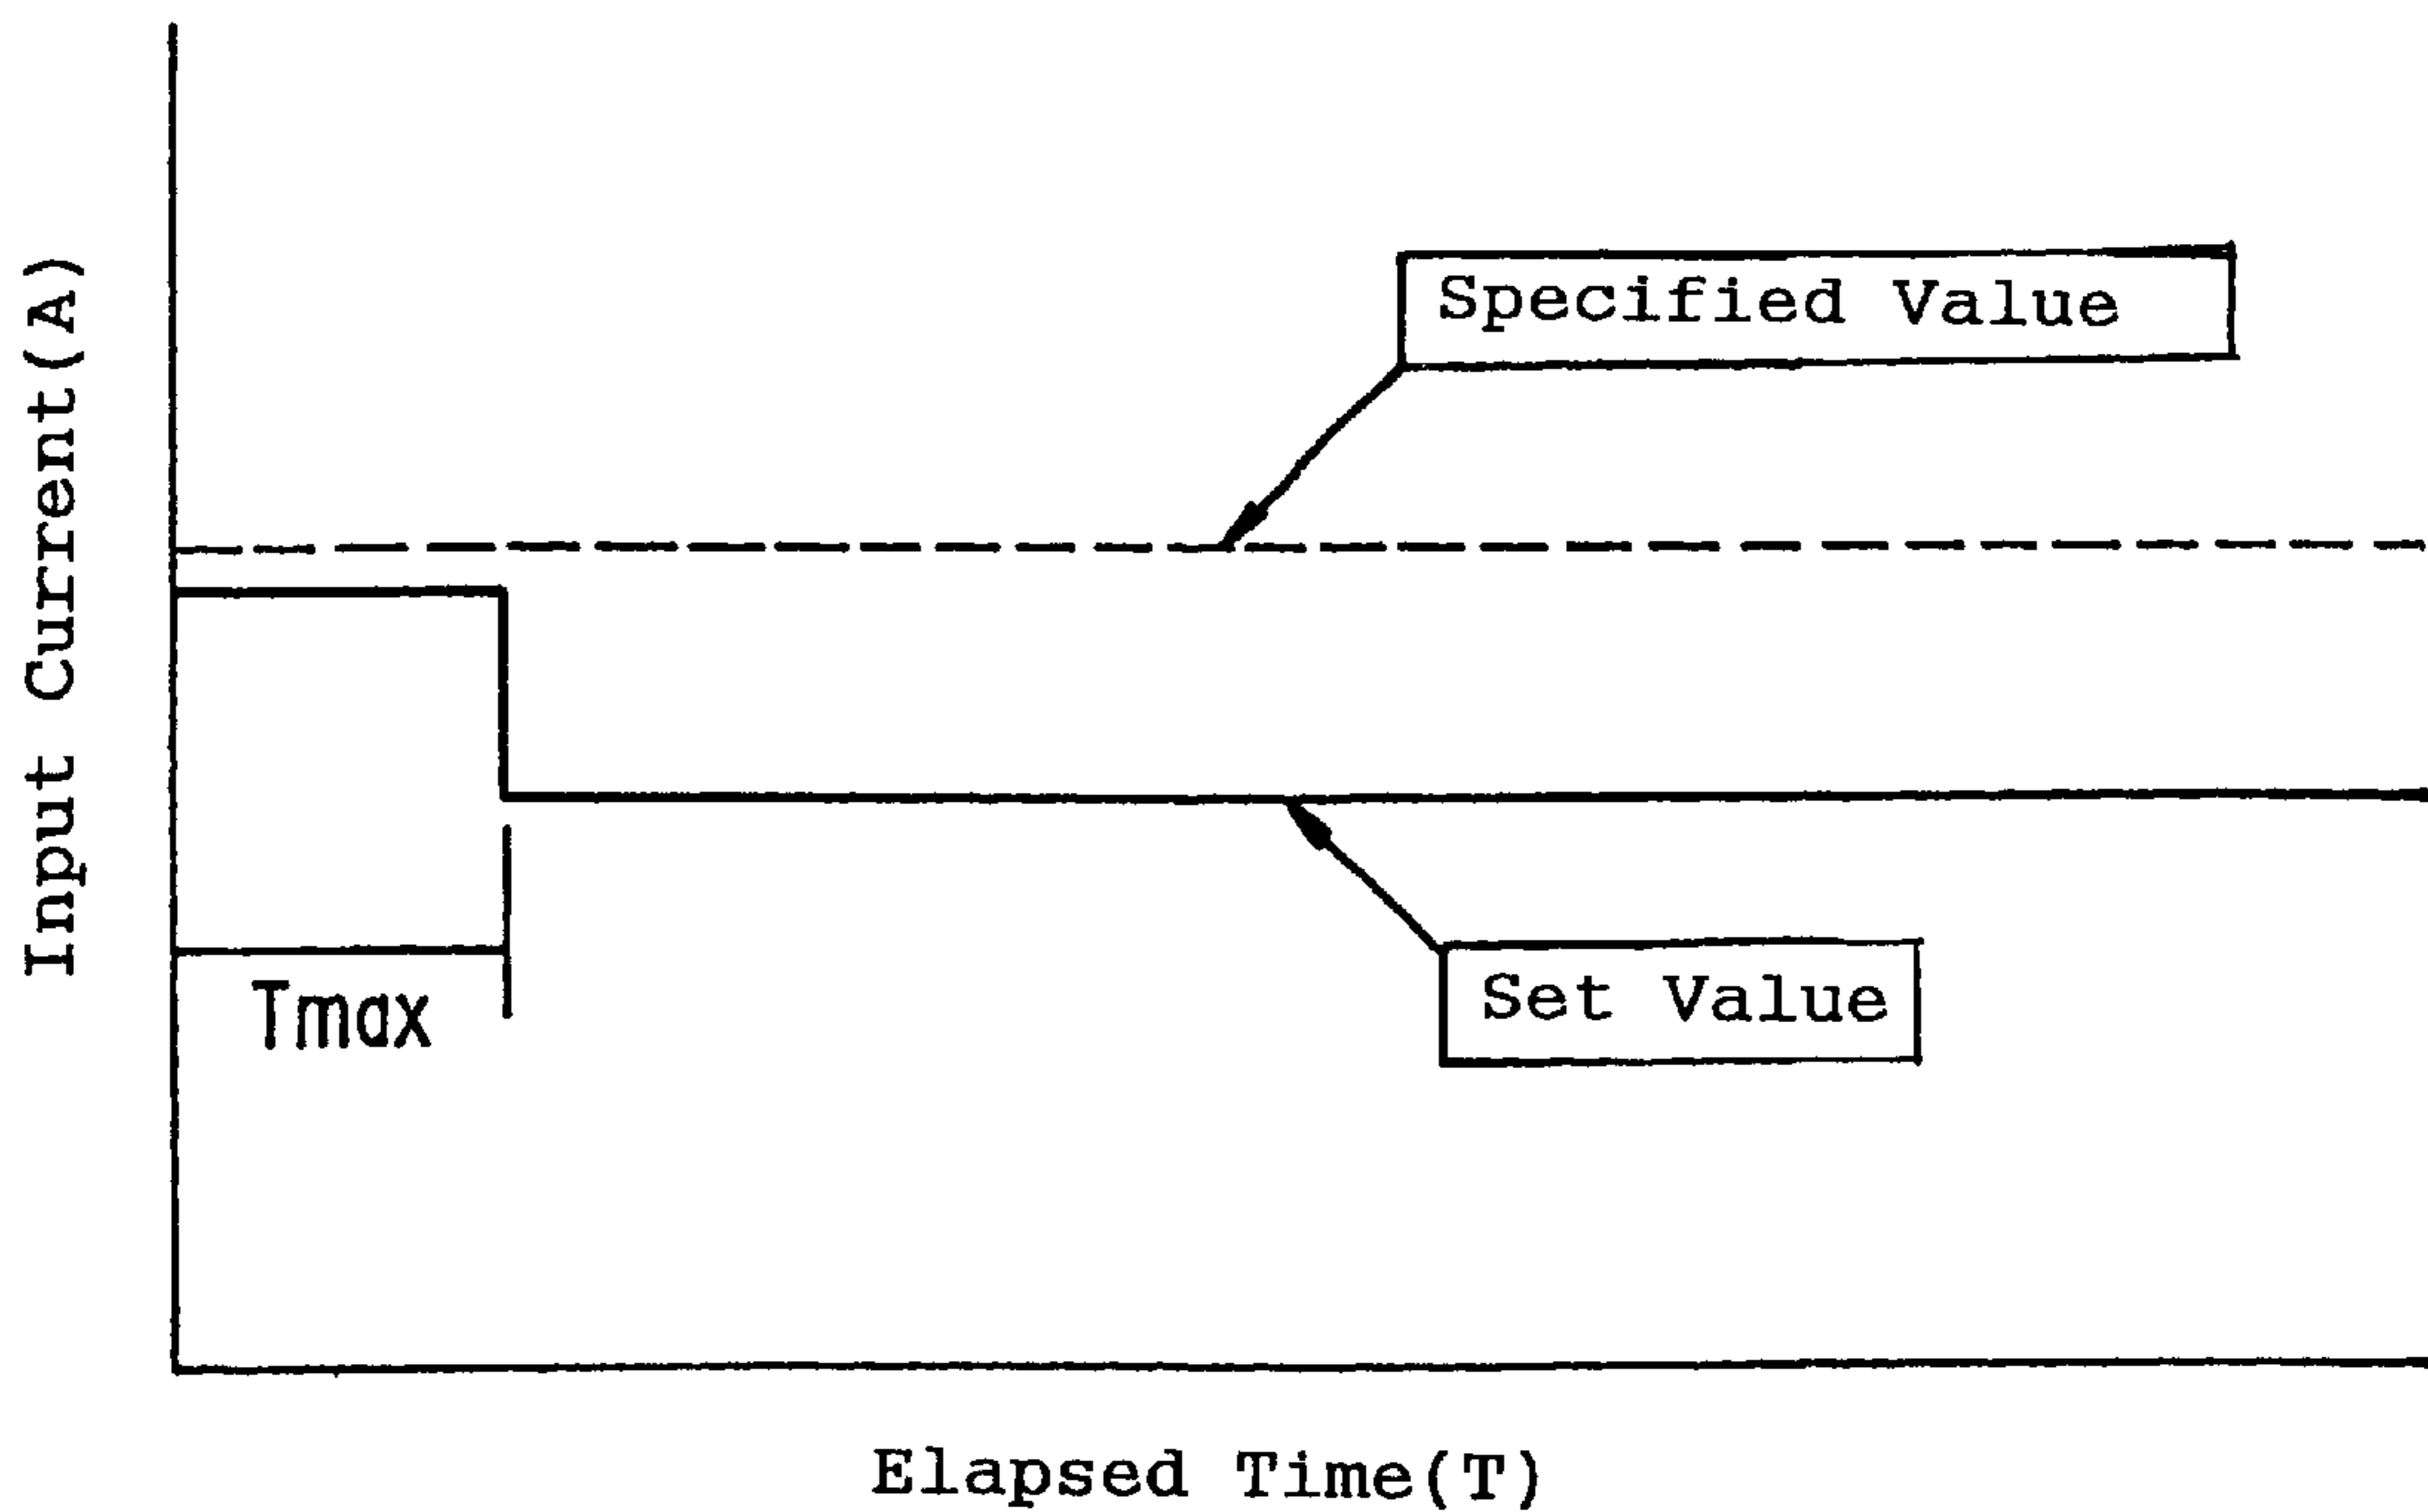 Input Current(A)
Specified Value
Set Value
Tmax
Elapsed Time(T)